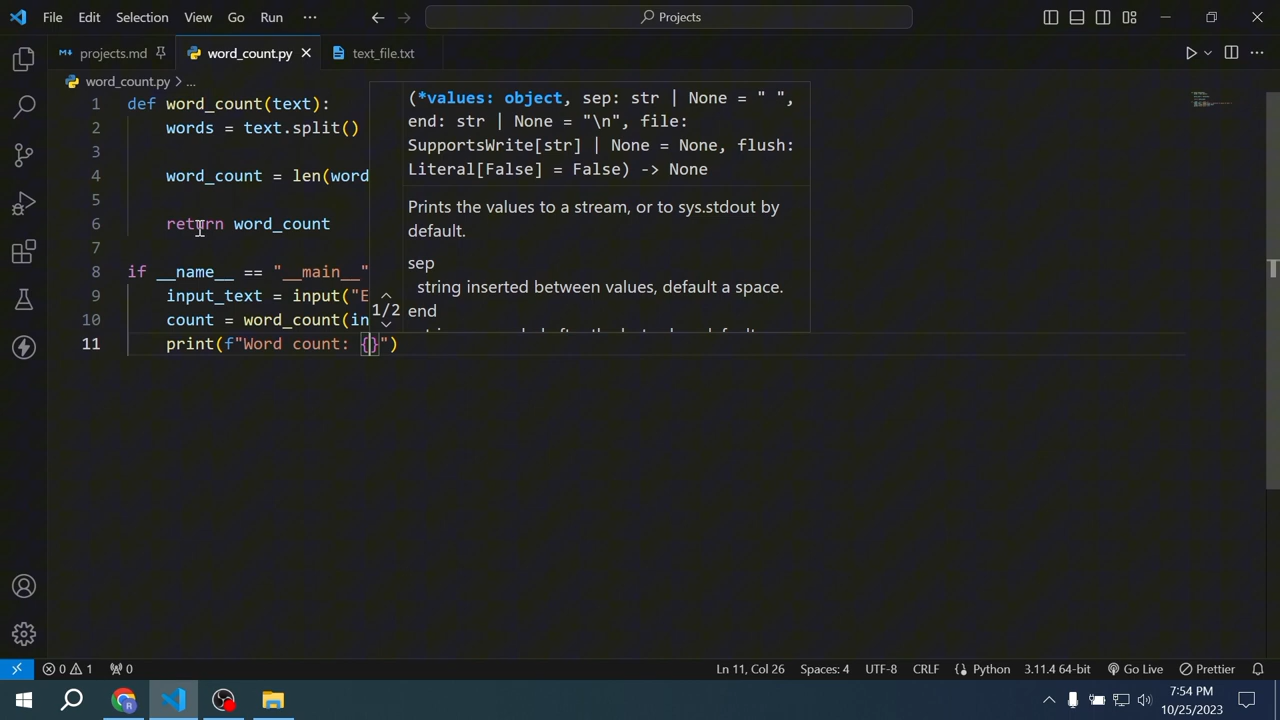 File Edit Selection View Go Run ··· Projects
projects.md word_count.py text_file.txt
word_count.py > ...
1 def word_count(text):
2 words = text.split()
3
4 word_count = len(word
5
6 return word_count
7
8 if __name__ == "__main__"
9 input_text = input("E
10 count = word_count(in
11 print(f"Word count: {}")
(*values: object, sep: str | None = " ",
end: str | None = "\n", file:
SupportsWrite[str] | None = None, flush:
Literal[False] = False) -> None
Prints the values to a stream, or to sys.stdout by
default.
sep
string inserted between values, default a space.
end
1/2
0 1 0 Ln 11, Col 26 Spaces: 4 UTF-8 CRLF Python 3.11.4 64-bit Go Live Prettier
7:54 PM
10/25/2023